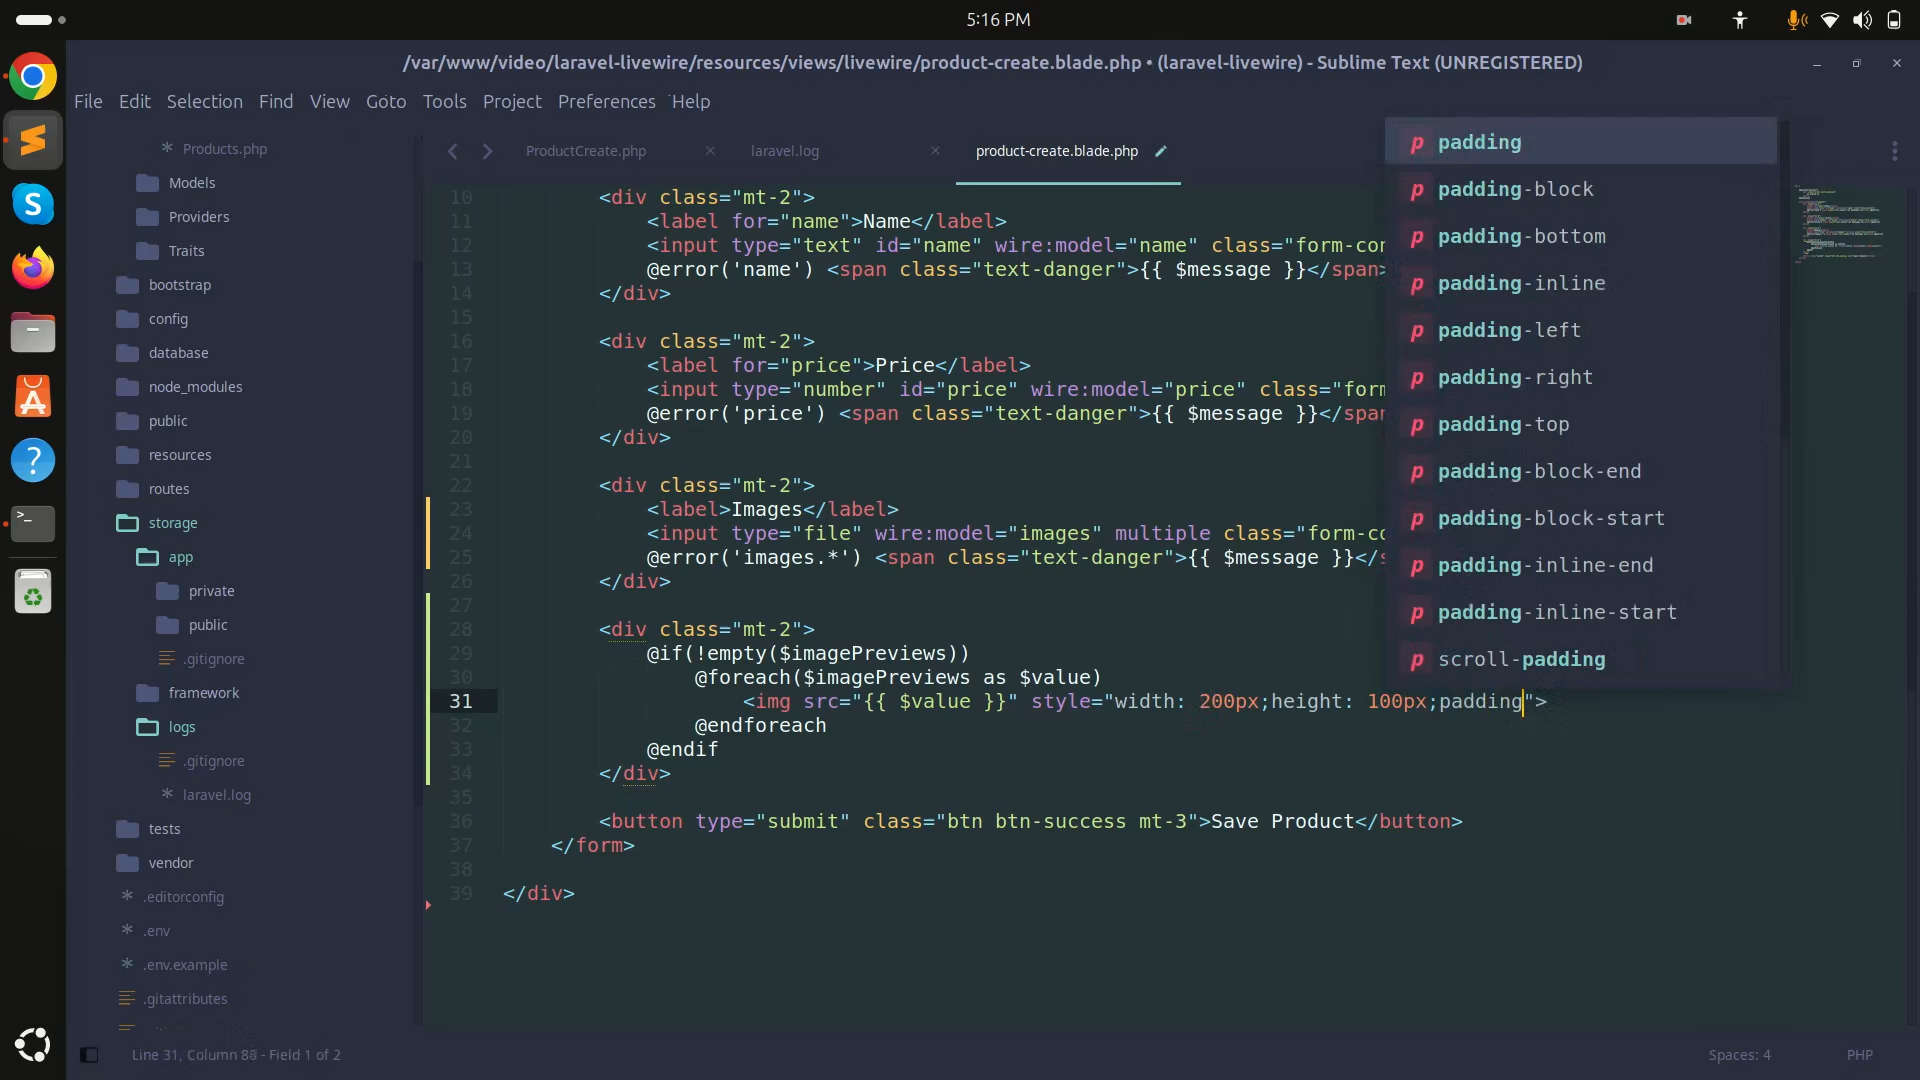 5:16 PM
/var/www/video/laravel-livewire/resources/views/livewire/product-create.blade.php • (laravel-livewire) - Sublime Text (UNREGISTERED)
File Edit Selection Find View Goto Tools Project Preferences Help
* Products.php
Models
Providers
Traits
bootstrap
config
database
node_modules
public
resources
routes
storage
app
private
public
.gitignore
framework
logs
.gitignore
* laravel.log
tests
vendor
* .editorconfig
* .env
* .env.example
.gitattributes
ProductCreate.php
laravel.log
product-create.blade.php
10 <div class="mt-2">
11 <label for="name">Name</label>
12 <input type="text" id="name" wire:model="name" class="form-con
13 @error('name') <span class="text-danger">{{ $message }}</span>
14 </div>
15
16 <div class="mt-2">
17 <label for="price">Price</label>
18 <input type="number" id="price" wire:model="price" class="form
19 @error('price') <span class="text-danger">{{ $message }}</span
20 </div>
21
22 <div class="mt-2">
23 <label>Images</label>
24 <input type="file" wire:model="images" multiple class="form-co
25 @error('images.*') <span class="text-danger">{{ $message }}</s
26 </div>
27
28 <div class="mt-2">
29 @if(!empty($imagePreviews))
30 @foreach($imagePreviews as $value)
31 <img src="{{ $value }}" style="width: 200px;height: 100px;padding">
32 @endforeach
33 @endif
34 </div>
35
36 <button type="submit" class="btn btn-success mt-3">Save Product</button>
37 </form>
38
39 </div>
p padding
p padding-block
p padding-bottom
p padding-inline
p padding-left
p padding-right
p padding-top
p padding-block-end
p padding-block-start
p padding-inline-end
p padding-inline-start
p scroll-padding
Line 31, Column - Field 1 of 2
Spaces: 4
PHP